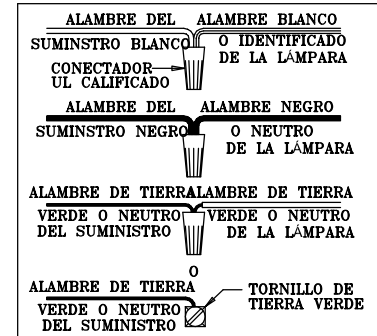 ALAMBRE DEL ALAMBRE BLANCO
SUMINSTRO BLANCO O IDENTIFICADO
DE LA LÁMPARA
CONECTADOR
UL CALIFICADO
ALAMBRE DEL ALAMBRE NEGRO
SUMINSTRO NEGRO O NEUTRO
DE LA LÁMPARA
ALAMBRE DE TIERRA ALAMBRE DE TIERRA
VERDE O NEUTRO VERDE O NEUTRO
DEL SUMINISTRO DE LA LÁMPARA
O
ALAMBRE DE TIERRA
VERDE O NEUTRO
DEL SUMINISTRO
TORNILLO DE
TIERRA VERDE